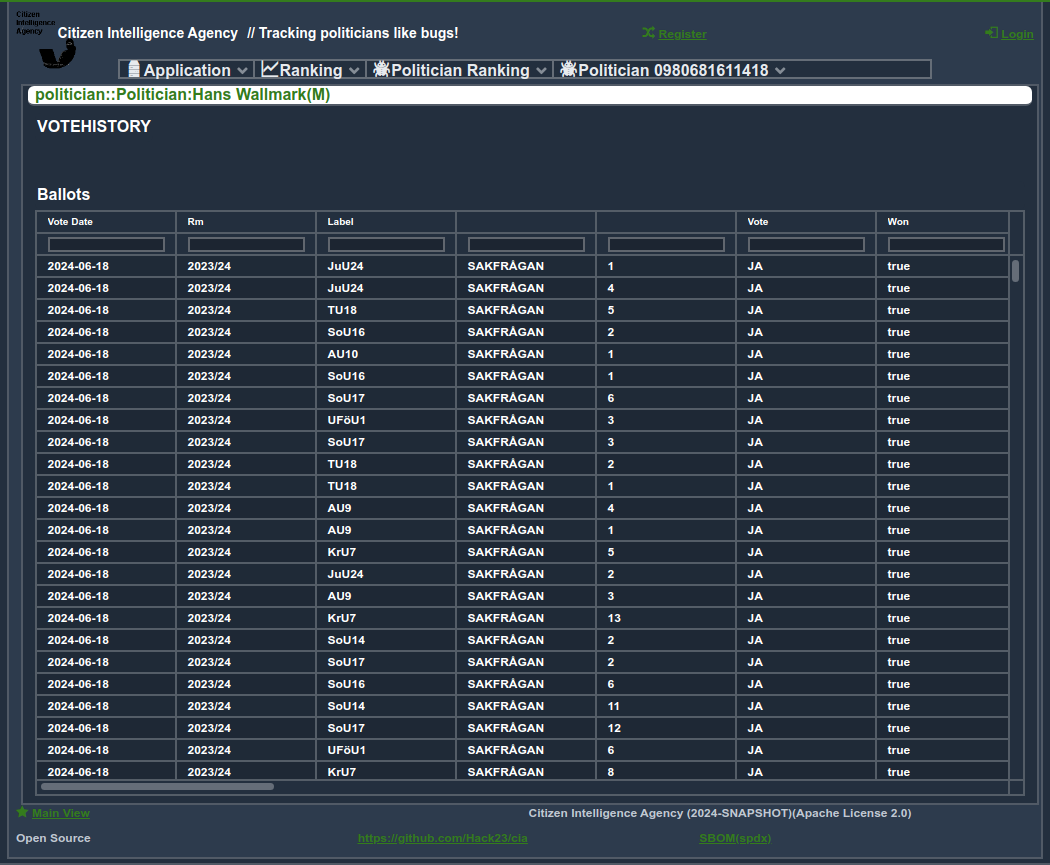 Citizen
Intelligence
Agency
Citizen Intelligence Agency // Tracking politicians like bugs!
Register
Login
Application
Ranking
Politician Ranking
Politician 0980681611418
politician::Politician:Hans Wallmark(M)
VOTEHISTORY
Ballots
Vote Date Rm Label Vote Won
2024-06-18 2023/24 JuU24 SAKFRÅGAN 1 JA true
2024-06-18 2023/24 JuU24 SAKFRÅGAN 4 JA true
2024-06-18 2023/24 TU18 SAKFRÅGAN 5 JA true
2024-06-18 2023/24 SoU16 SAKFRÅGAN 2 JA true
2024-06-18 2023/24 AU10 SAKFRÅGAN 1 JA true
2024-06-18 2023/24 SoU16 SAKFRÅGAN 1 JA true
2024-06-18 2023/24 SoU17 SAKFRÅGAN 6 JA true
2024-06-18 2023/24 UFöU1 SAKFRÅGAN 3 JA true
2024-06-18 2023/24 SoU17 SAKFRÅGAN 3 JA true
2024-06-18 2023/24 TU18 SAKFRÅGAN 2 JA true
2024-06-18 2023/24 TU18 SAKFRÅGAN 1 JA true
2024-06-18 2023/24 AU9 SAKFRÅGAN 4 JA true
2024-06-18 2023/24 AU9 SAKFRÅGAN 1 JA true
2024-06-18 2023/24 KrU7 SAKFRÅGAN 5 JA true
2024-06-18 2023/24 JuU24 SAKFRÅGAN 2 JA true
2024-06-18 2023/24 AU9 SAKFRÅGAN 3 JA true
2024-06-18 2023/24 KrU7 SAKFRÅGAN 13 JA true
2024-06-18 2023/24 SoU14 SAKFRÅGAN 2 JA true
2024-06-18 2023/24 SoU17 SAKFRÅGAN 2 JA true
2024-06-18 2023/24 SoU16 SAKFRÅGAN 6 JA true
2024-06-18 2023/24 SoU14 SAKFRÅGAN 11 JA true
2024-06-18 2023/24 SoU17 SAKFRÅGAN 12 JA true
2024-06-18 2023/24 UFöU1 SAKFRÅGAN 6 JA true
2024-06-18 2023/24 KrU7 SAKFRÅGAN 8 JA true
Main View
Citizen Intelligence Agency (2024-SNAPSHOT)(Apache License 2.0)
Open Source
https://github.com/Hack23/cia
SBOM(spdx)